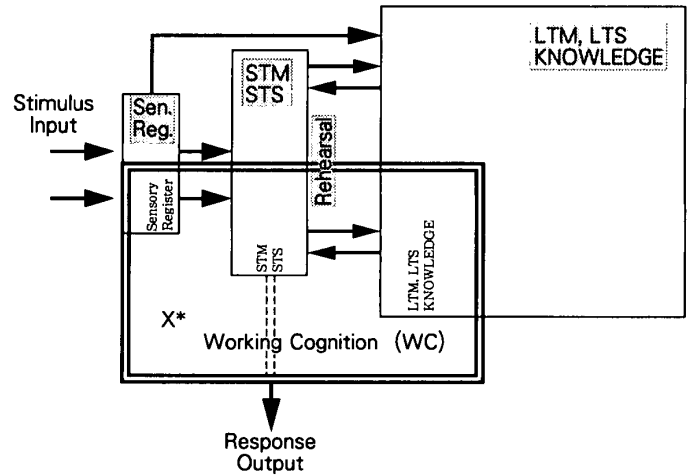 LTM, LTS
KNOWLEDGE
STM
STS
Stimulus
Input
Sen.
Reg.
Rehearsal
Sensory
Register
STM
STS
LTM, LTS
KNOWLEDGE
X*
Working Cognition (WC)
Response
Output